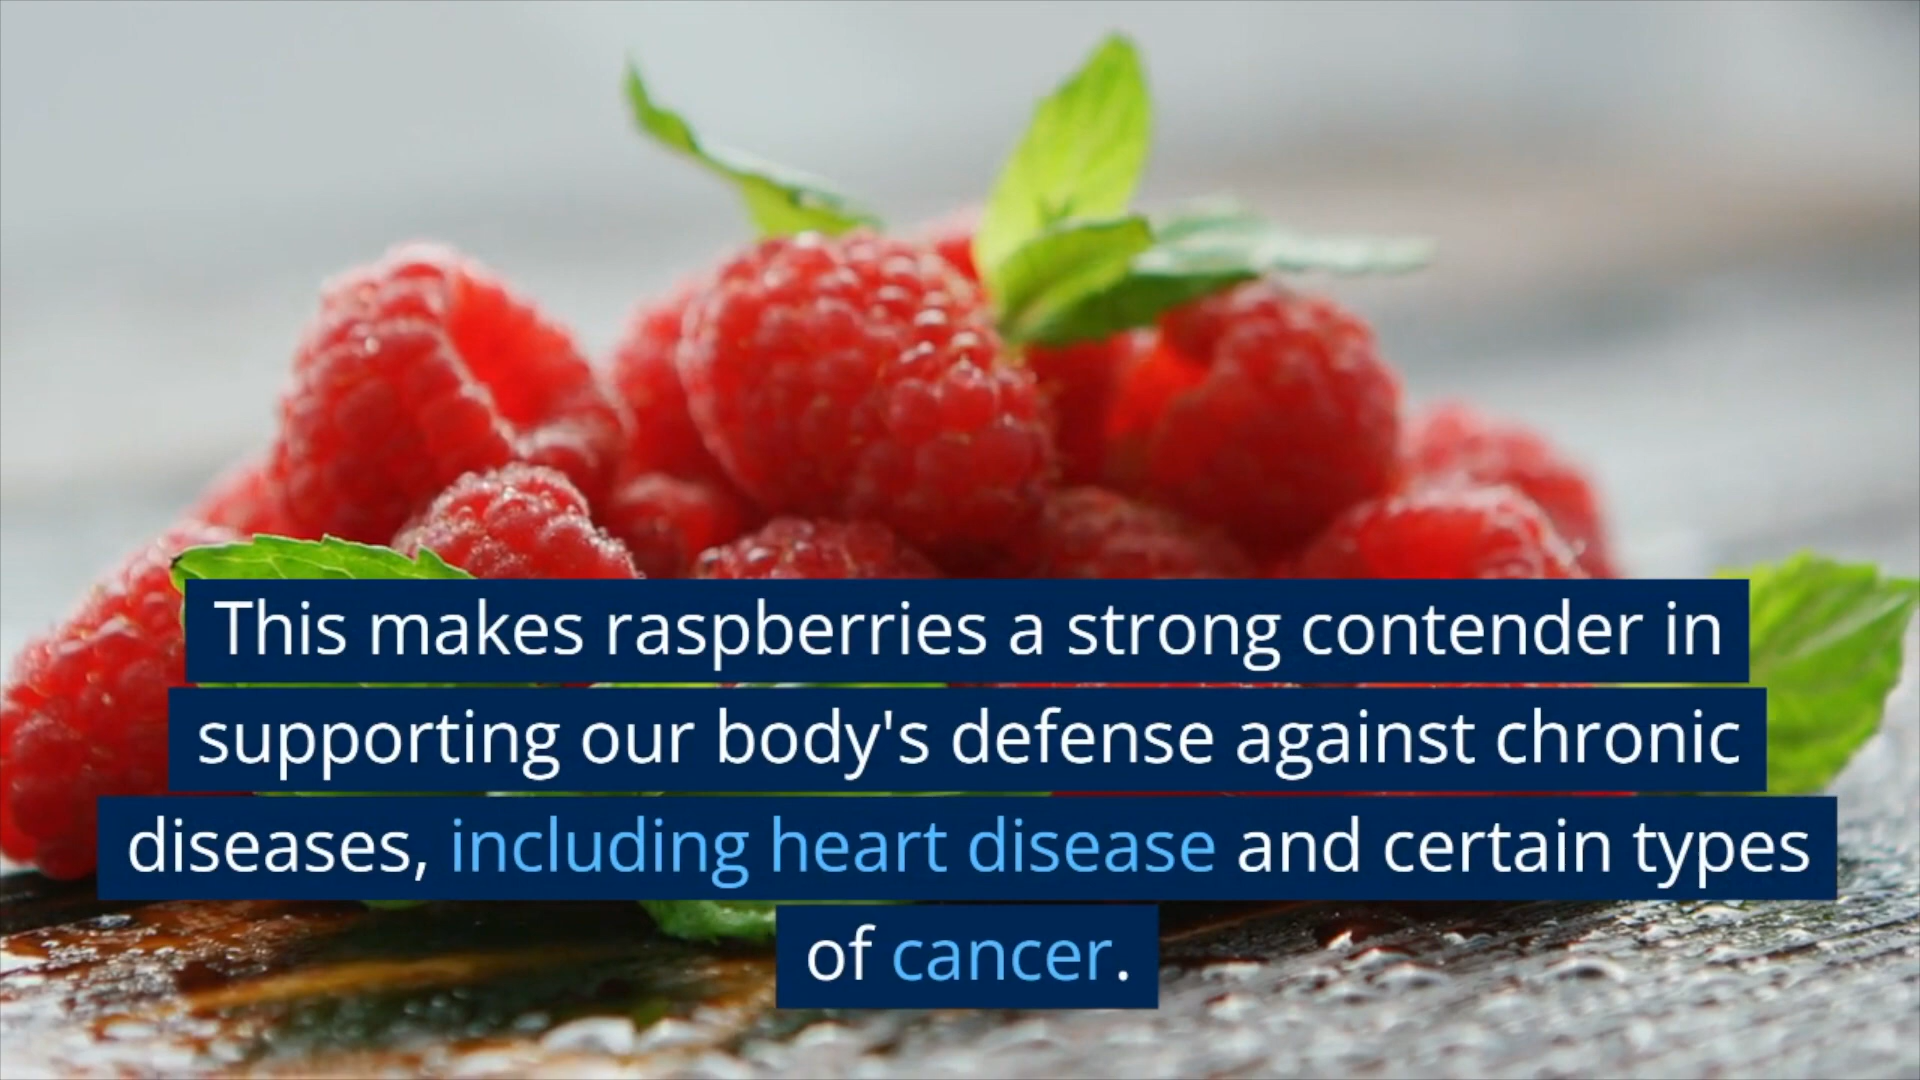 This makes raspberries a strong contender in
supporting our body's defense against chronic
diseases, including heart disease and certain types
of cancer.